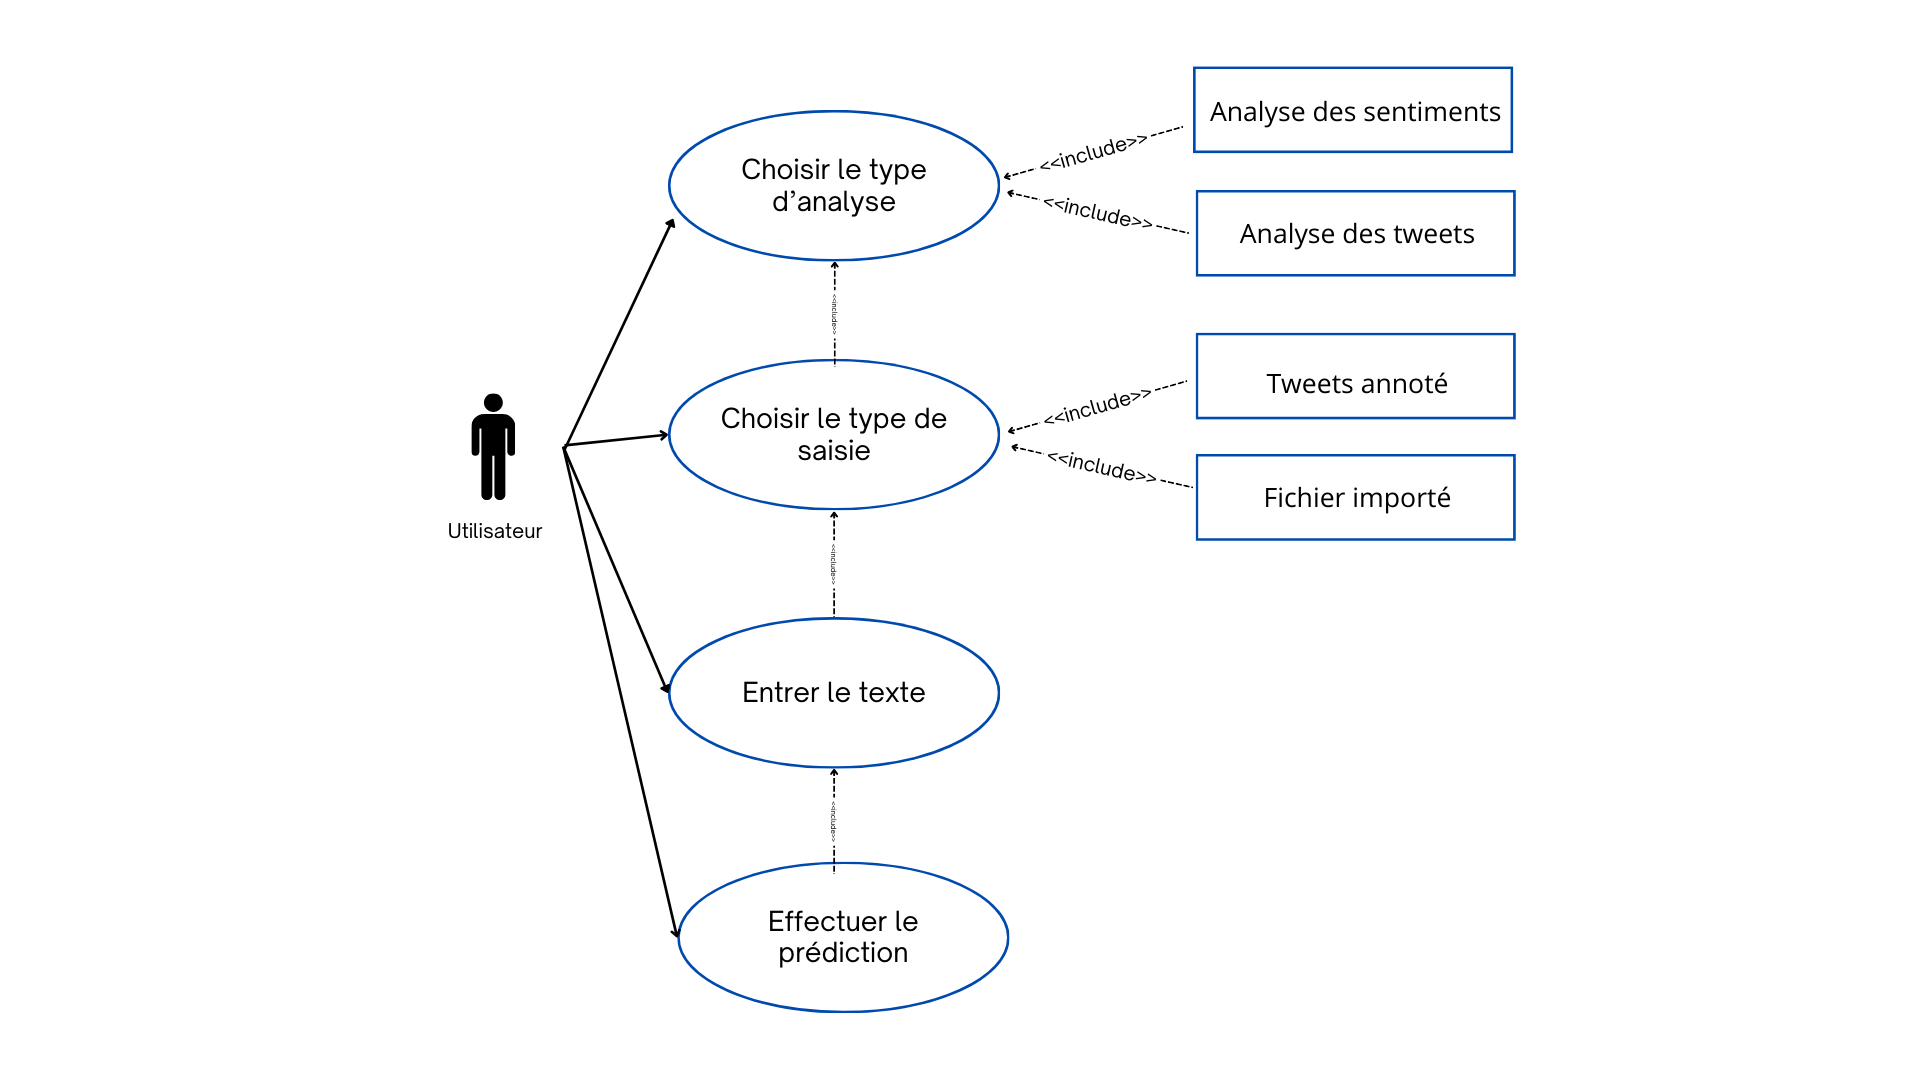 Analyse des sentiments
<<include>>
Choisir le type
d’analyse
<<include>>
Analyse des tweets
<<include>>
Tweets annoté
<<include>>
Choisir le type de
saisie
<<include>>
Fichier importé
Utilisateur
<<include>>
Entrer le texte
<<include>>
Effectuer le
prédiction